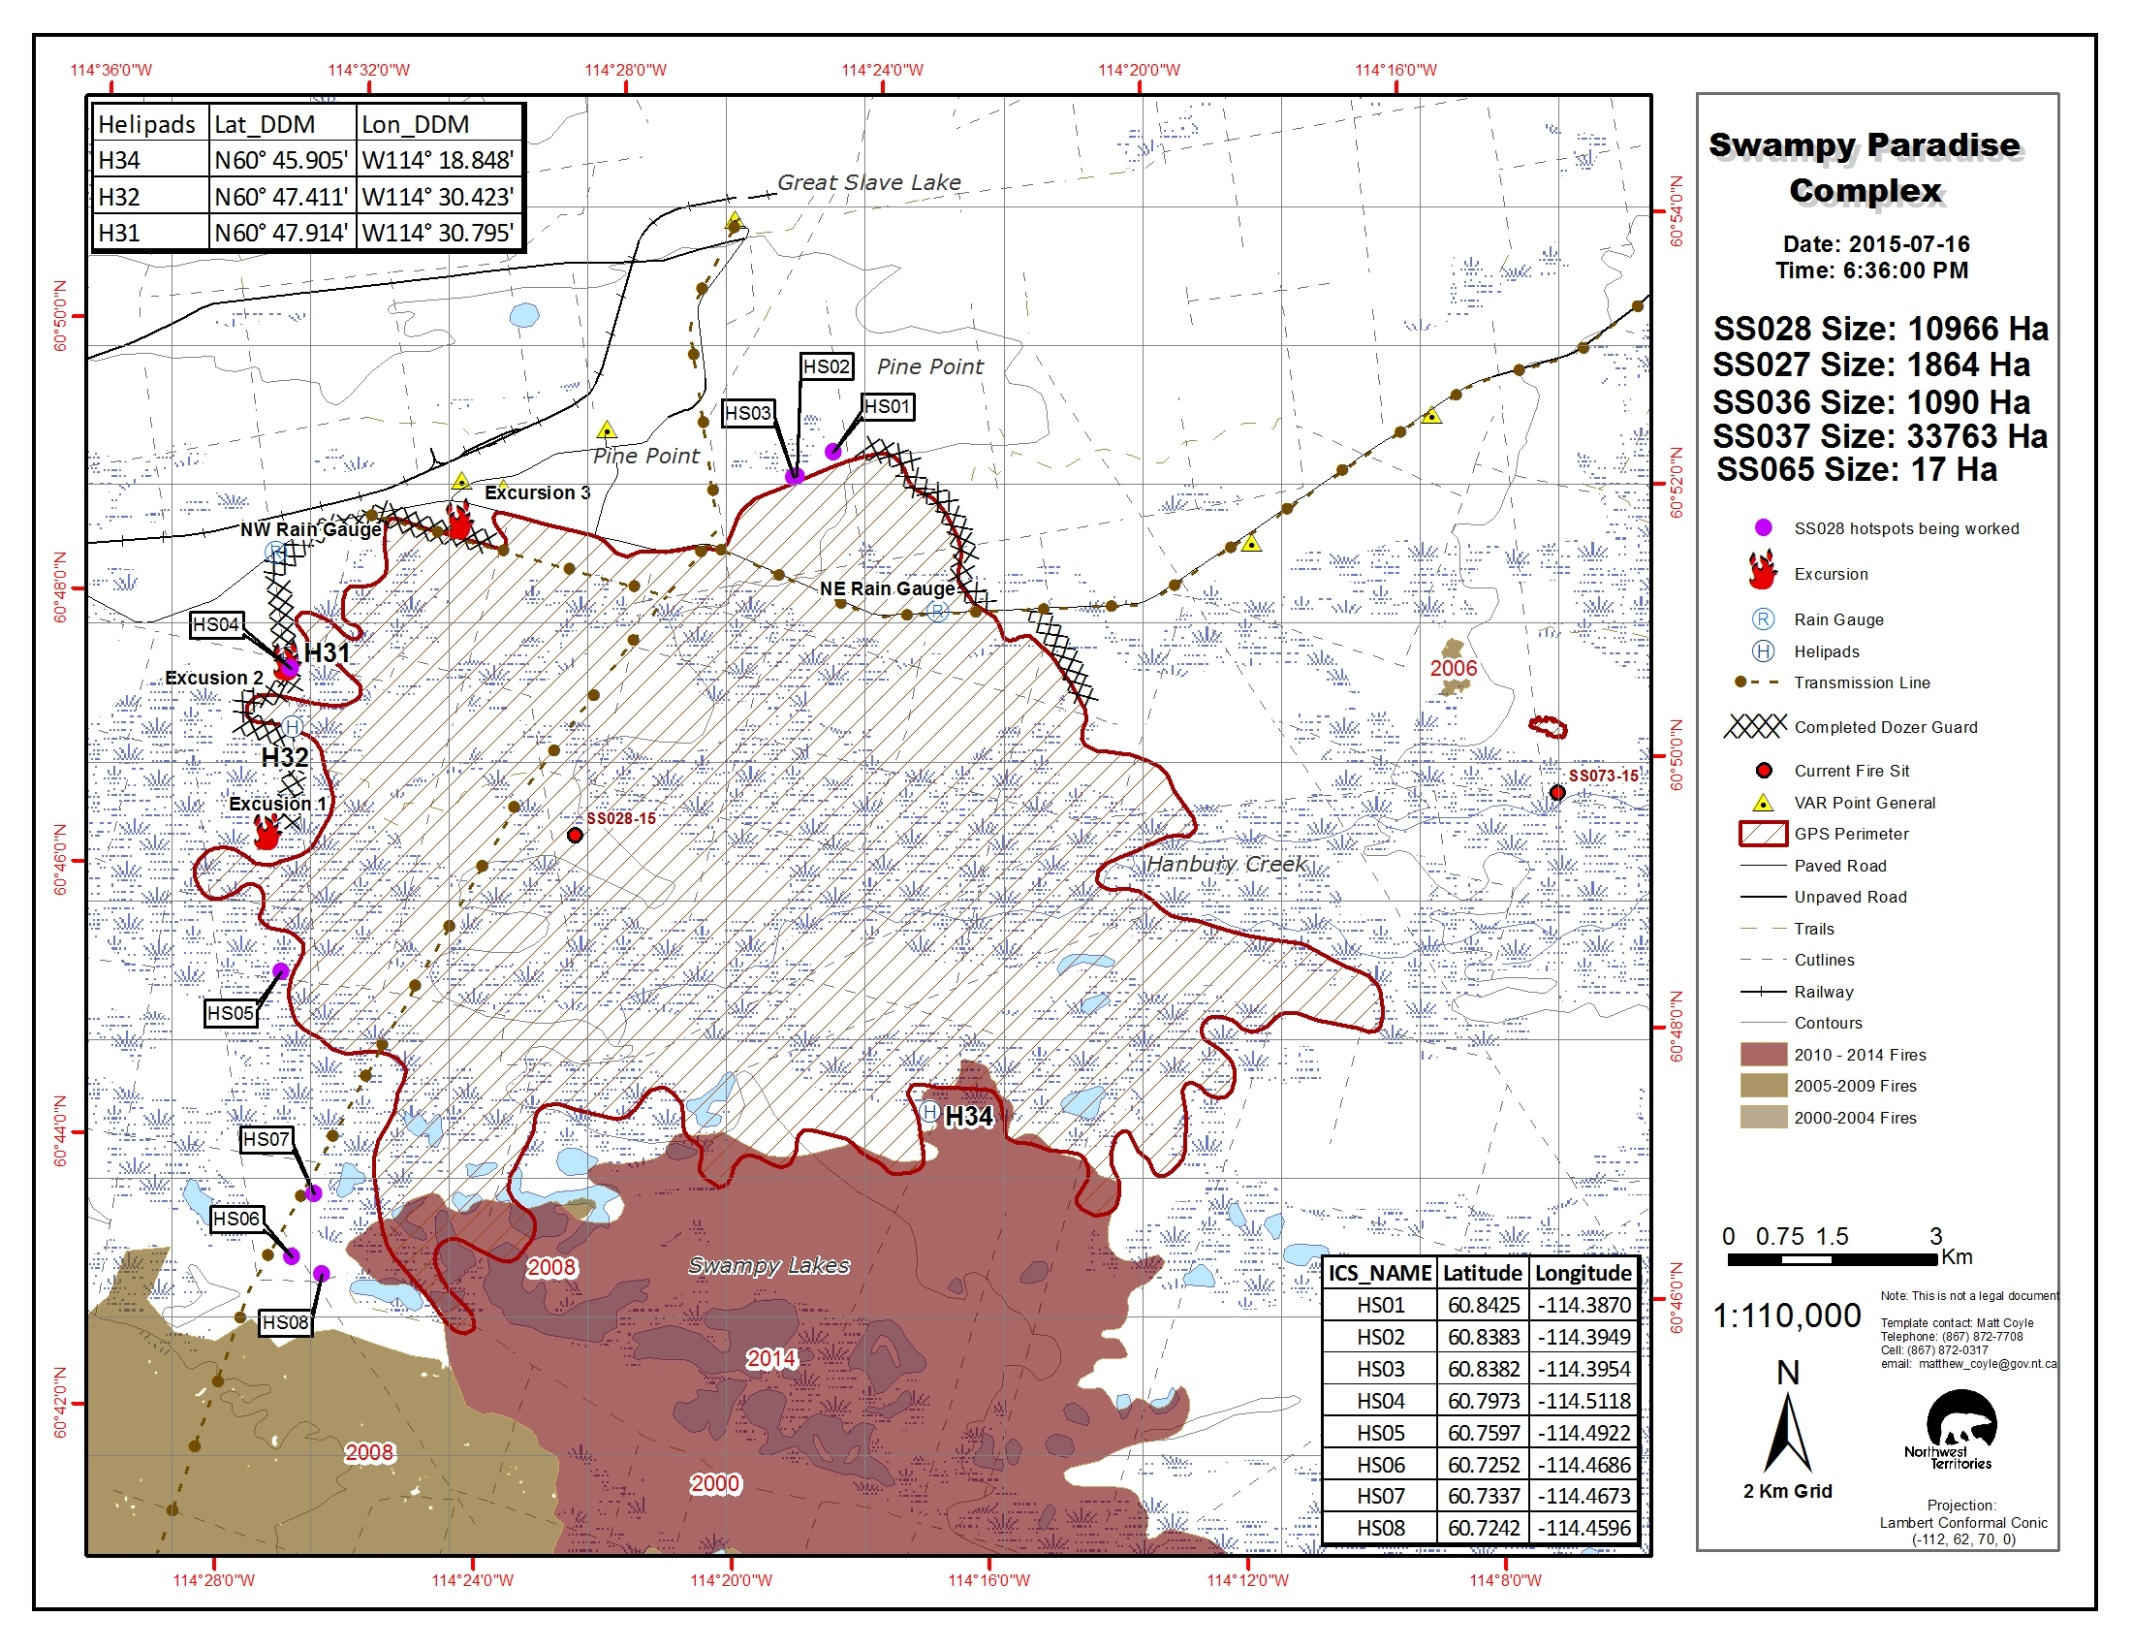 114°36'0"W 114°32'0"W 114°28'0"W 114°24'0"W 114°20'0"W 114°16'0"W
Helipads Lat_DDM Lon_DDM
H34 N60° 45.905' W114° 18.848'
H32 N60° 47.411' W114° 30.423'
H31 N60° 47.914' W114° 30.795'
60°50'0"N
60°48'0"N
60°46'0"N
60°44'0"N
60°42'0"N
Great Slave Lake
HS02
Pine Point
HS03
HS01
Pine Point
Excursion 3
NW Rain Gauge
R
NE Rain Gauge
R
HS04
H31
Excusion 2
2006
H
H32
SS073-15
Excusion 1
SS028-15
Hanbury Creek
HS05
H
H34
HS07
HS06
2008
Swampy Lakes
HS08
2014
2008
2000
ICS_NAME Latitude Longitude
HS01 60.8425 -114.3870
HS02 60.8383 -114.3949
HS03 60.8382 -114.3954
HS04 60.7973 -114.5118
HS05 60.7597 -114.4922
HS06 60.7252 -114.4686
HS07 60.7337 -114.4673
HS08 60.7242 -114.4596
60°54'0"N
60°52'0"N
60°50'0"N
60°48'0"N
60°46'0"N
114°28'0"W 114°24'0"W 114°20'0"W 114°16'0"W 114°12'0"W 114°8'0"W
Swampy Paradise
Complex
Date: 2015-07-16
Time: 6:36:00 PM
SS028 Size: 10966 Ha
SS027 Size: 1864 Ha
SS036 Size: 1090 Ha
SS037 Size: 33763 Ha
SS065 Size: 17 Ha
SS028 hotspots being worked
Excursion
R Rain Gauge
H Helipads
Transmission Line
Completed Dozer Guard
Current Fire Sit
VAR Point General
GPS Perimeter
Paved Road
Unpaved Road
Trails
Cutlines
Railway
Contours
2010 - 2014 Fires
2005-2009 Fires
2000-2004 Fires
0 0.75 1.5 3
Km
1:110,000
Note: This is not a legal document
Template contact: Matt Coyle
Telephone: (867) 872-7708
Cell: (867) 872-0317
email: matthew_coyle@gov.nt.ca
N
2 Km Grid
Northwest
Territories
Projection:
Lambert Conformal Conic
(-112, 62, 70, 0)